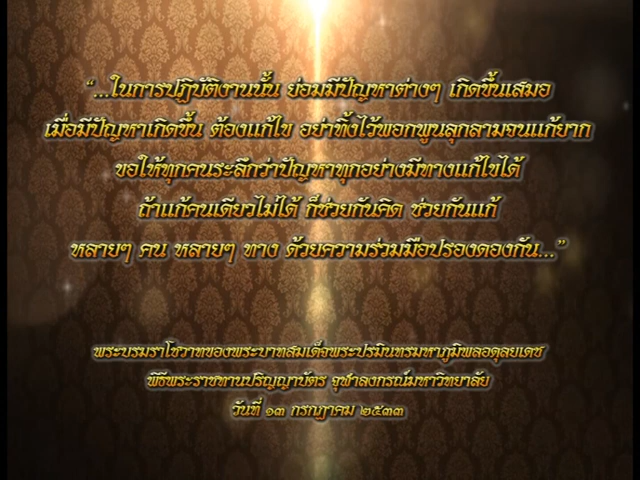 “...ในการปฏิบัติงานนั้น ย่อมมีปัญหาต่างๆ เกิดขึ้นเสมอ
เมื่อมีปัญหาเกิดขึ้น ต้องแก้ไข อย่าทิ้งไว้พอกพูนลุกลามจนแก้ยาก
ขอให้ทุกคนระลึกว่าปัญหาทุกอย่างมีทางแก้ไขได้
ถ้าแก้คนเดียวไม่ได้ ก็ช่วยกันคิด ช่วยกันแก้
หลายๆ คน หลายๆ ทาง ด้วยความร่วมมือปรองดองกัน...”
พระบรมราโชวาทของพระบาทสมเด็จพระปรมินทรมหาภูมิพลอดุลยเดช
พิธีพระราชทานปริญญาบัตร จุฬาลงกรณ์มหาวิทยาลัย
วันที่ ๑๓ กรกฎาคม ๒๕๓๓